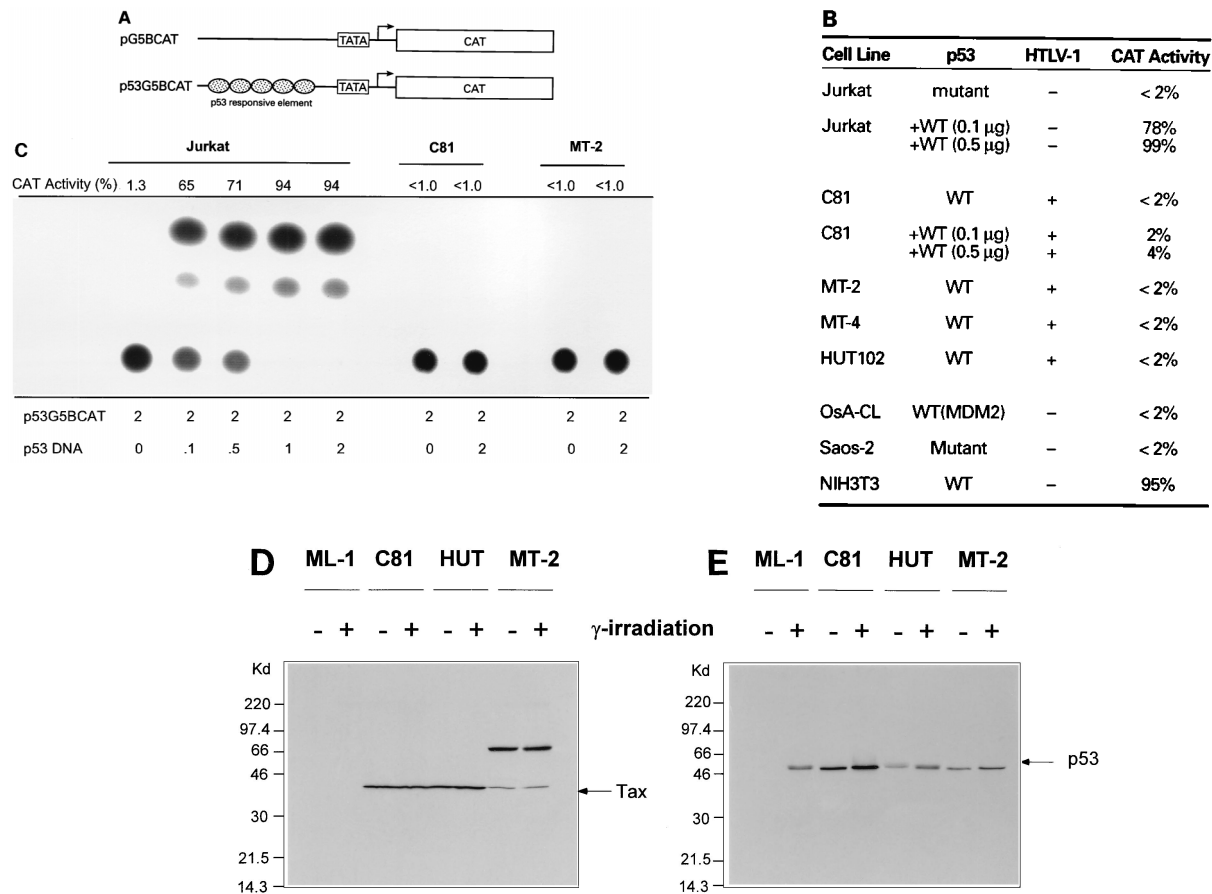 A
pG5BCAT TATA CAT
p53G5BCAT TATA CAT
p53 responsive element
B
Cell Line p53 HTLV-1 CAT Activity
Jurkat mutant – < 2%
Jurkat +WT (0.1 µg) – 78%
+WT (0.5 µg) – 99%
C81 WT + < 2%
C81 +WT (0.1 µg) + 2%
+WT (0.5 µg) + 4%
MT-2 WT + < 2%
MT-4 WT + < 2%
HUT102 WT + < 2%
OsA-CL WT(MDM2) – < 2%
Saos-2 Mutant – < 2%
NIH3T3 WT – 95%
C
Jurkat C81 MT-2
CAT Activity (%) 1.3 65 71 94 94 <1.0 <1.0 <1.0 <1.0
p53G5BCAT 2 2 2 2 2 2 2 2 2
p53 DNA 0 .1 .5 1 2 0 2 0 2
D
ML-1 C81 HUT MT-2
- + - + - + - + γ-irradiation
Kd
220
97.4
66
46
Tax
30
21.5
14.3
E
ML-1 C81 HUT MT-2
- + - + - + - +
Kd
220
97.4
66
p53
46
30
21.5
14.3